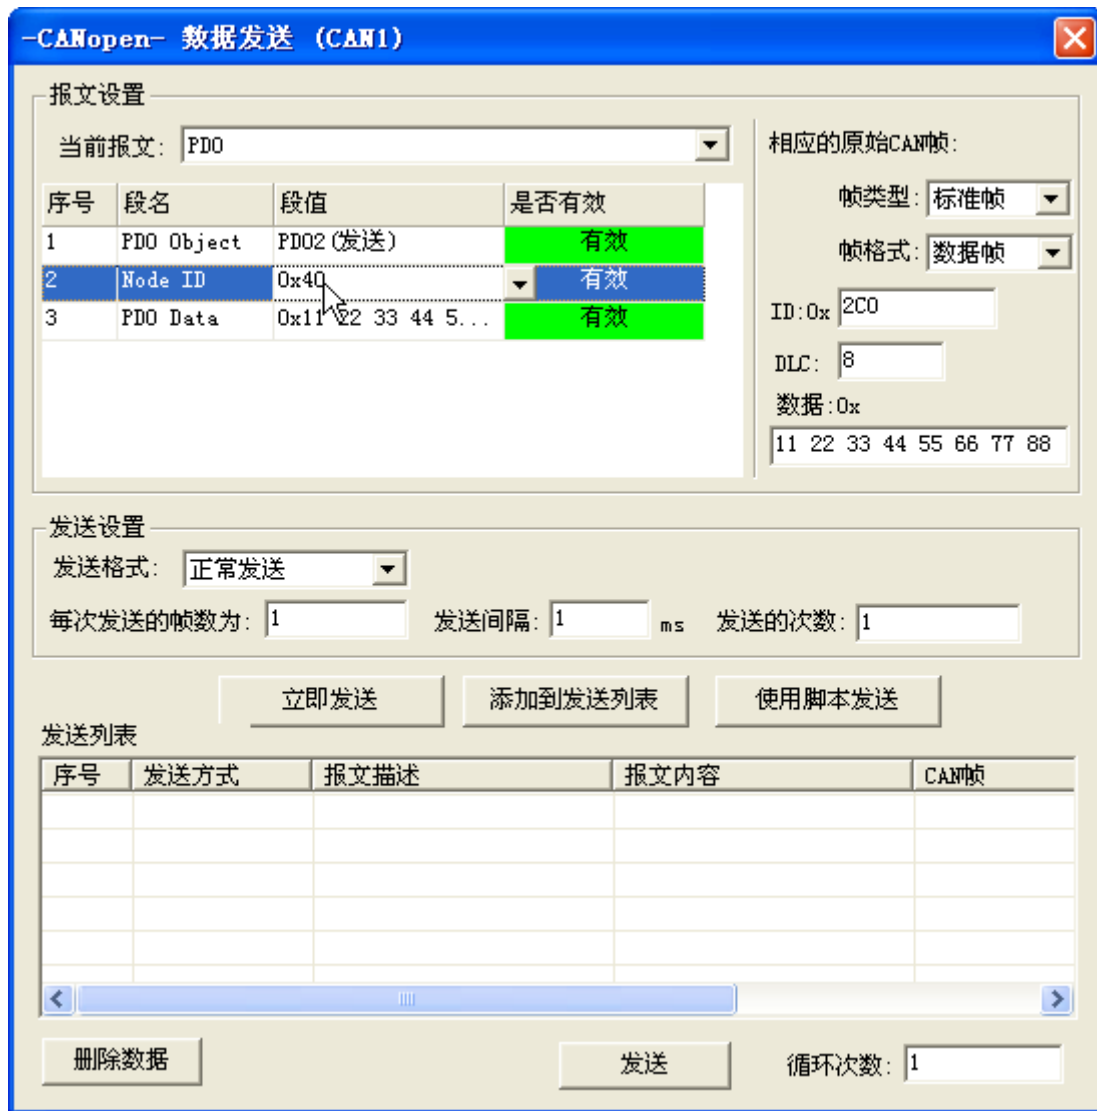 -CANopen- 数据发送 (CAN1)
报文设置
当前报文: PDO
序号 段名 段值 是否有效
1 PDO Object PDO2(发送) 有效
2 Node ID 0x40 有效
3 PDO Data 0x11 22 33 44 5... 有效
相应的原始CAN帧:
帧类型: 标准帧
帧格式: 数据帧
ID:0x 2C0
DLC: 8
数据:0x
11 22 33 44 55 66 77 88
发送设置
发送格式: 正常发送
每次发送的帧数为: 1 发送间隔: 1 ms 发送的次数: 1
立即发送 添加到发送列表 使用脚本发送
发送列表
序号 发送方式 报文描述 报文内容 CAN帧
删除数据 发送 循环次数: 1